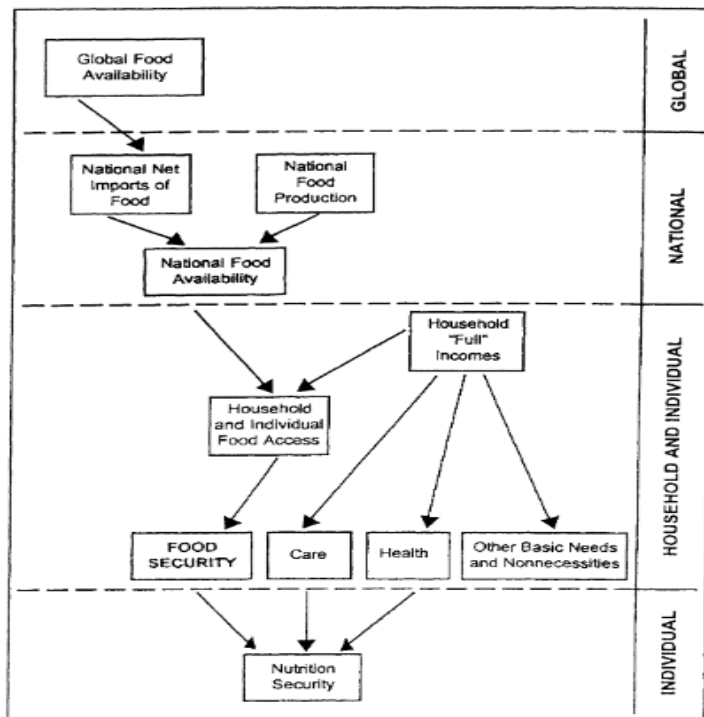 Global Food
Availability
GLOBAL
National Net
Imports of
Food
National
Food
Production
National Food
Availability
NATIONAL
Household
"Full"
Incomes
Household
and Individual
Food Access
FOOD
SECURITY
Care
Health
Other Basic Needs
and Nonnecessities
HOUSEHOLD AND INDIVIDUAL
Nutrition
Security
INDIVIDUAL